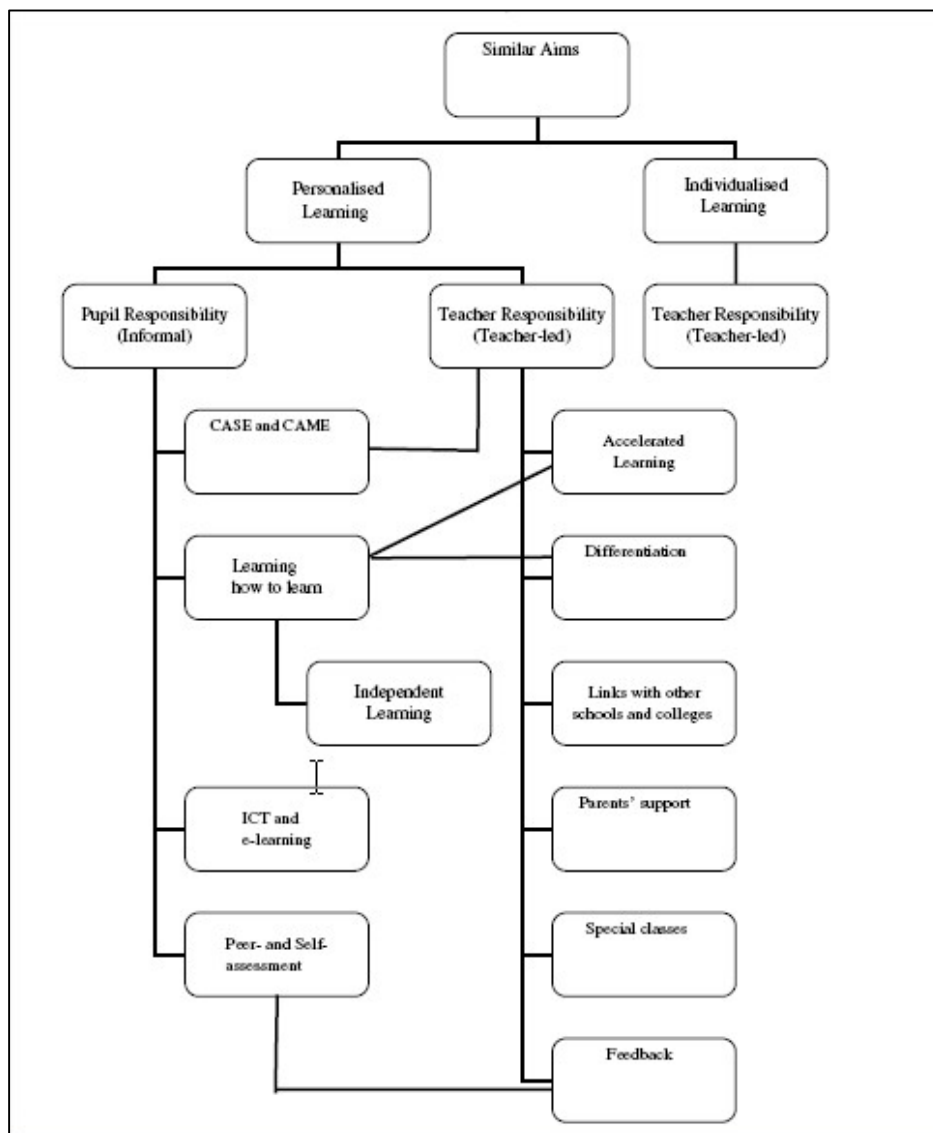 Similar Aims
Personalised
Learning
Individualised
Learning
Pupil Responsibility
(Informal)
Teacher Responsibility
(Teacher-led)
Teacher Responsibility
(Teacher-led)
CASE and CAME
Accelerated
Learning
Learning
how to learn
Differentiation
Independent
Learning
Links with other
schools and colleges
ICT and
e-learning
Parents’ support
Peer- and Self-
assessment
Special classes
Feedback